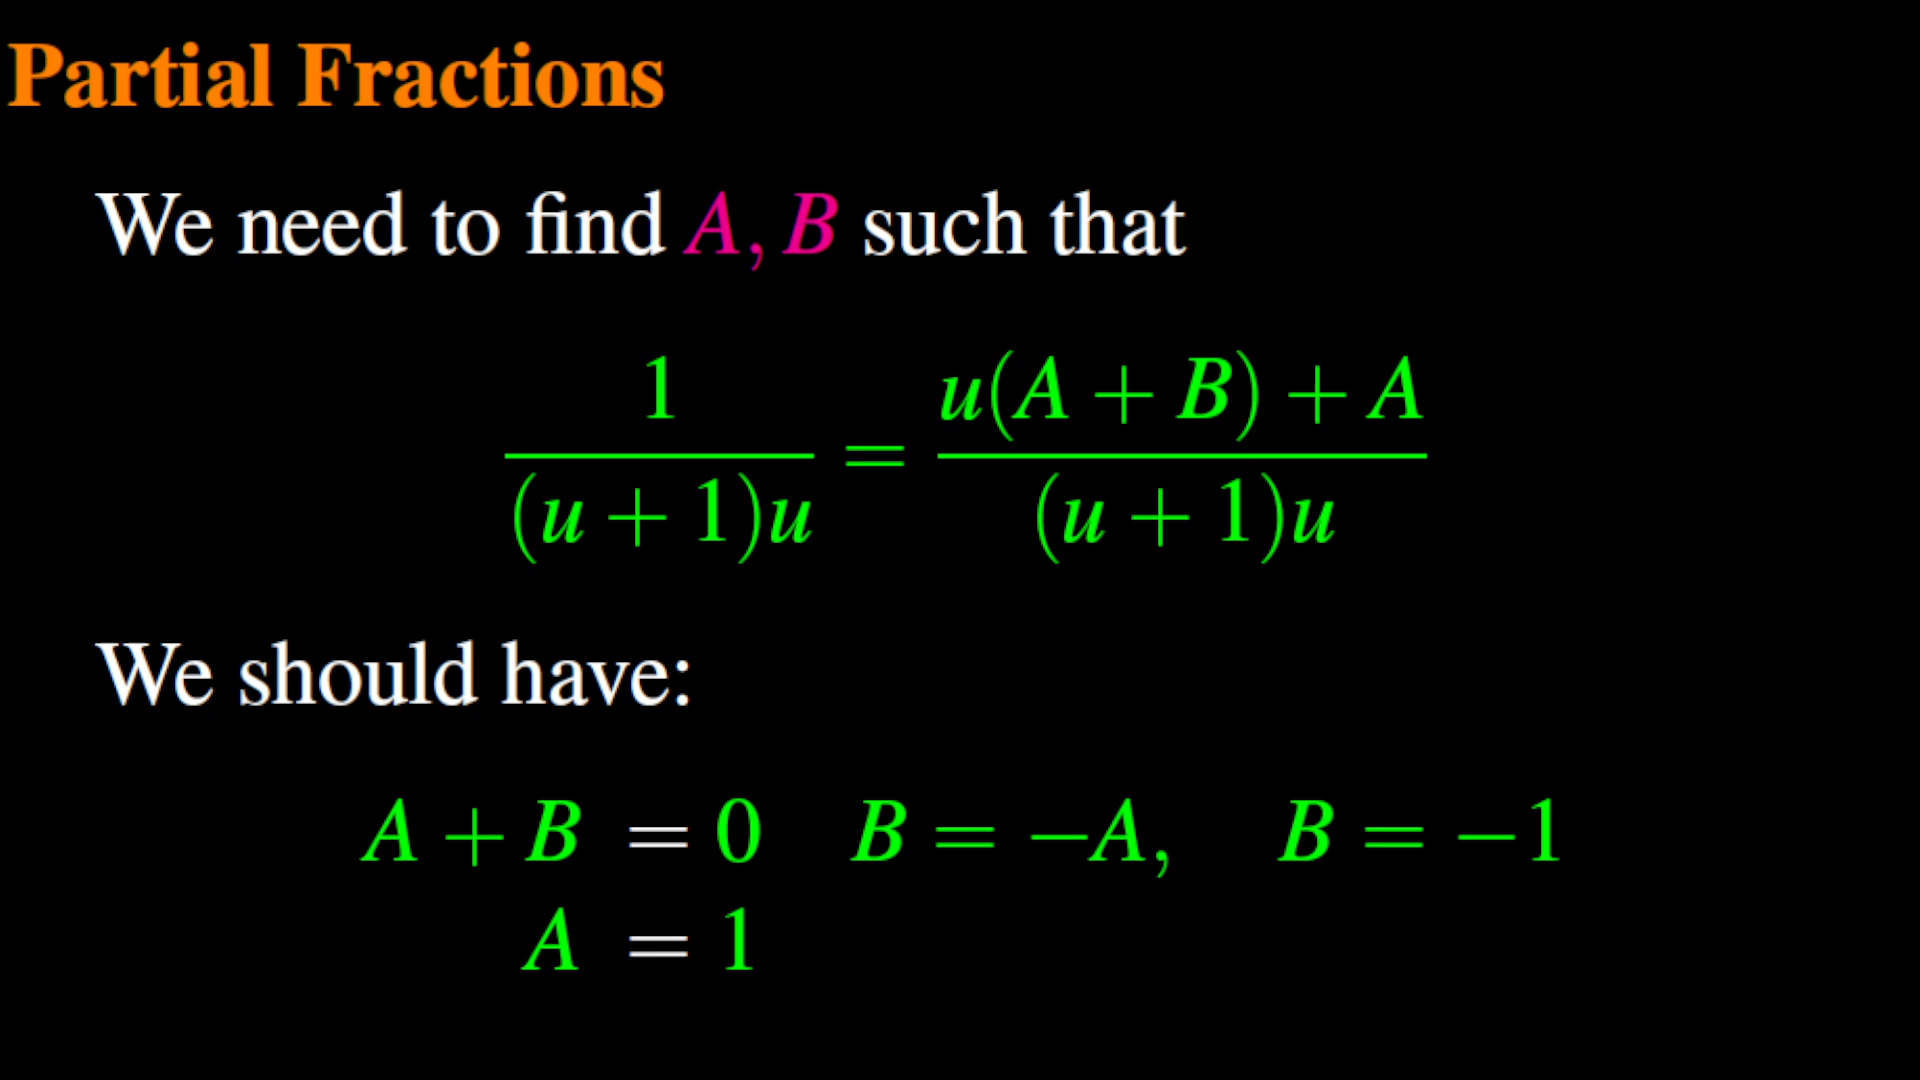 Partial Fractions
We need to find A, B such that
1/((u + 1)u) = (u(A + B) + A)/((u + 1)u)
We should have:
A + B = 0 B = −A, B = −1
A = 1